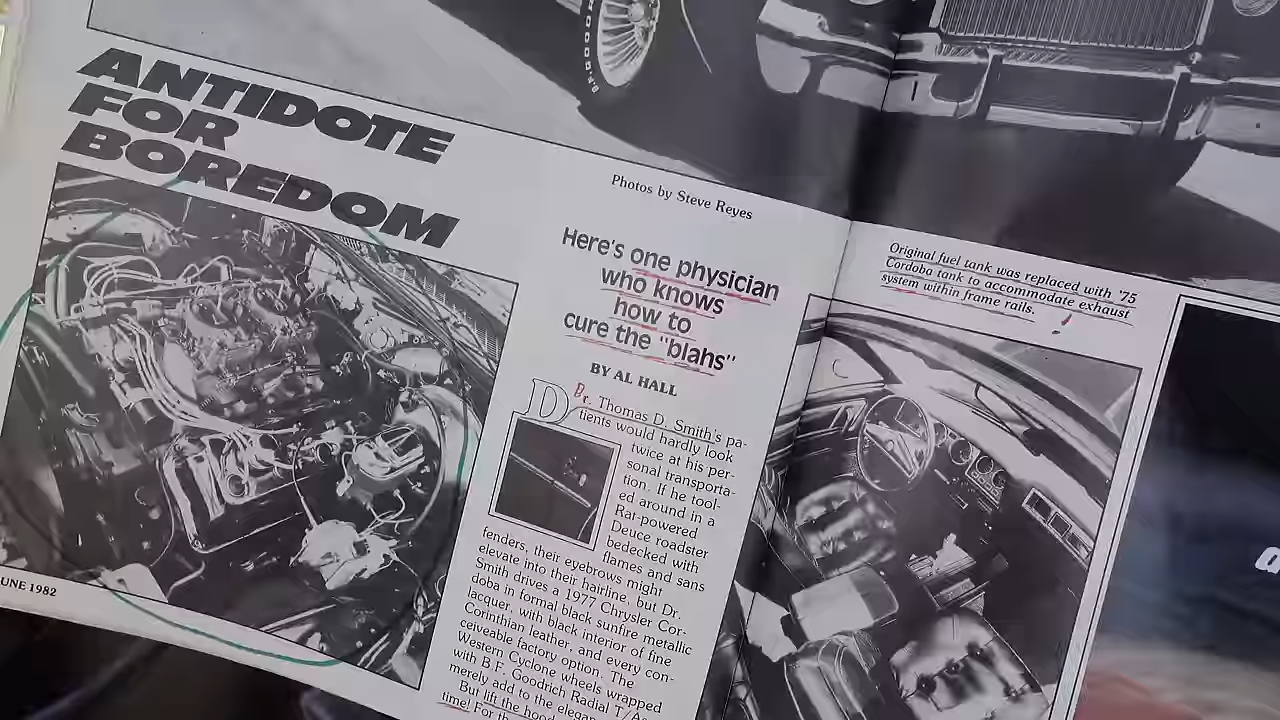 ANTIDOTE
FOR
BOREDOM
Photos by Steve Reyes
Here's one physician
who knows
how to
cure the "blahs"
BY AL HALL
Dr. Thomas D. Smith's pa-
tients would hardly look
twice at his per-
sonal transporta-
tion. If he tool-
ed around in a
Rat-powered
Deuce roadster
bedecked with
flames and sans
fenders, their eyebrows might
elevate into their hairline, but Dr.
Smith drives a 1977 Chrysler Cor-
doba in formal black sunfire metallic
lacquer, with black interior of fine
Corinthian leather, and every con-
ceiveable factory option. The
Western Cyclone wheels wrapped
with B.F. Goodrich Radial T/As
merely add to the elegan
But lift the hood
time! For th
Original fuel tank was replaced with '75
Cordoba tank to accommodate exhaust
system within frame rails.
UNE 1982